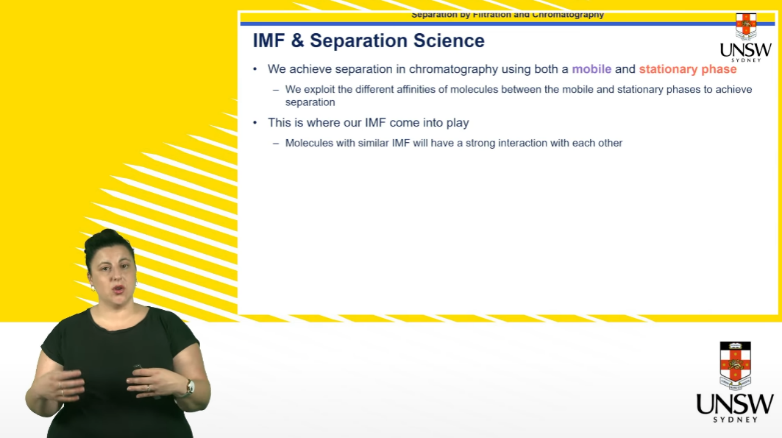 Separation by Filtration and Chromatography
IMF & Separation Science
UNSW
SYDNEY
• We achieve separation in chromatography using both a mobile and stationary phase
– We exploit the different affinities of molecules between the mobile and stationary phases to achieve
separation
• This is where our IMF come into play
– Molecules with similar IMF will have a strong interaction with each other
UNSW
SYDNEY